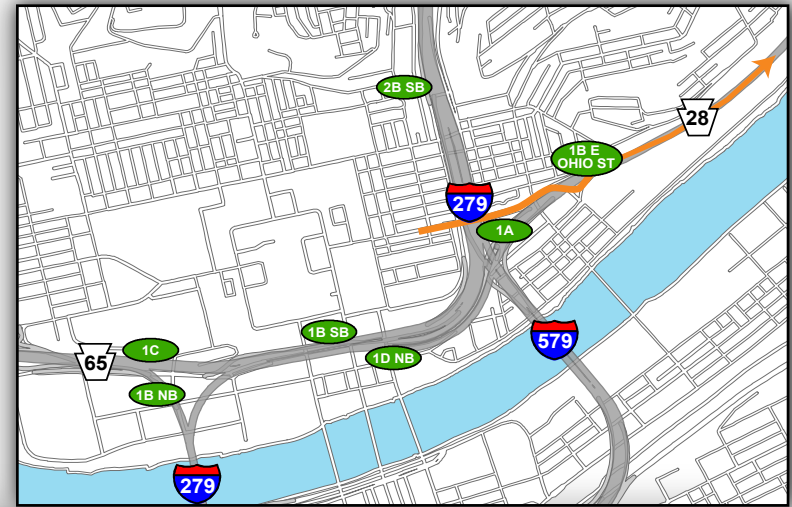 2B SB
28
1B E
OHIO ST
279
1A
1B SB
579
1C
1D NB
65
1B NB
279